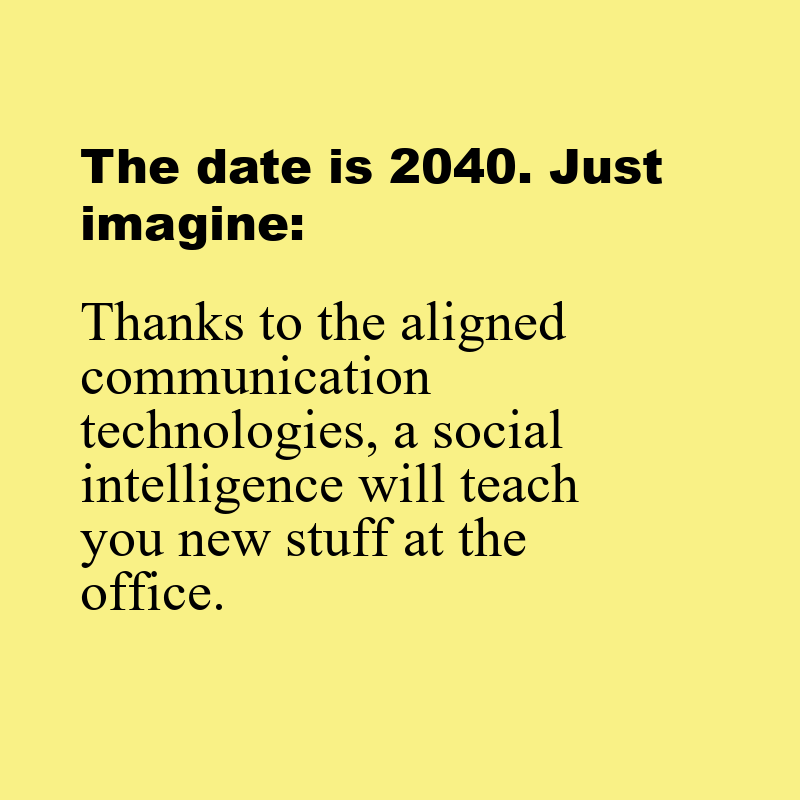 The date is 2040. Just
imagine:
Thanks to the aligned
communication
technologies, a social
intelligence will teach
you new stuff at the
office.